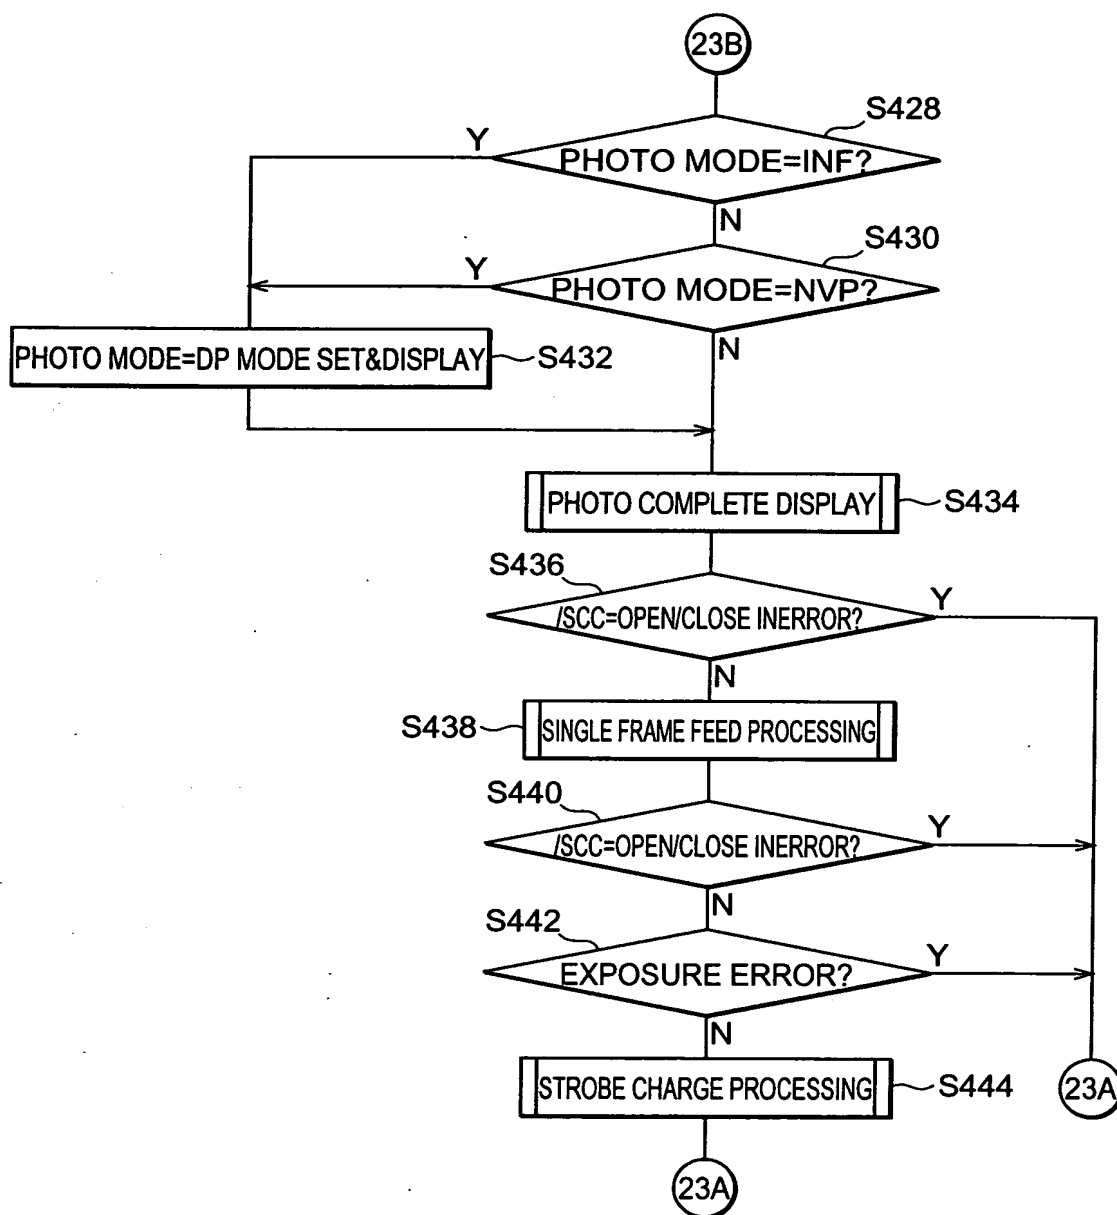 23B
S428
Y
PHOTO MODE=INF?
N
S430
Y
PHOTO MODE=NVP?
N
PHOTO MODE=DP MODE SET&DISPLAY
S432
PHOTO COMPLETE DISPLAY
S434
S436
/SCC=OPEN/CLOSE INERROR?
Y
N
S438
SINGLE FRAME FEED PROCESSING
S440
/SCC=OPEN/CLOSE INERROR?
Y
N
S442
EXPOSURE ERROR?
Y
N
STROBE CHARGE PROCESSING
S444
23A
23A